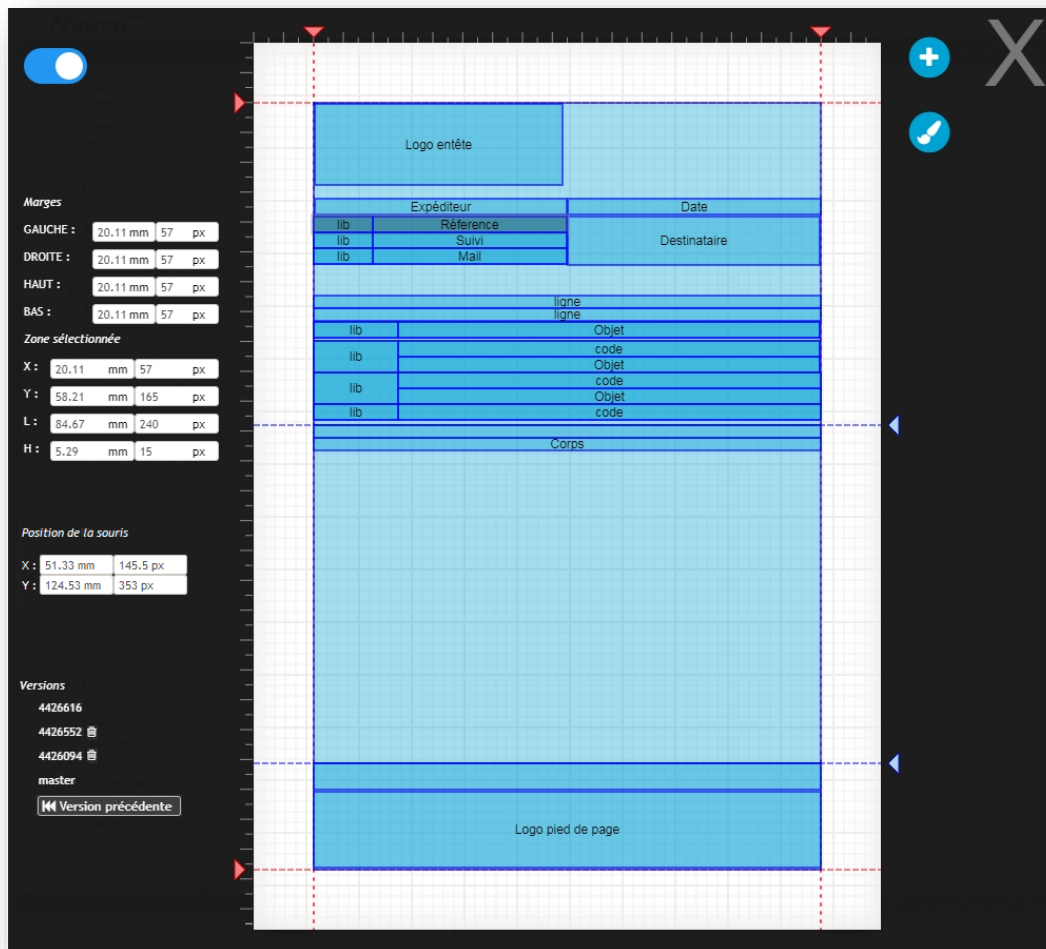 X
Logo entête
Expéditeur
Date
lib
Réference
Destinataire
lib
Suivi
lib
Mail
ligne
ligne
lib
Objet
lib
code
Objet
lib
code
Objet
lib
code
Corps
Logo pied de page
Marges
GAUCHE : 20.11 mm 57 px
DROITE : 20.11 mm 57 px
HAUT : 20.11 mm 57 px
BAS : 20.11 mm 57 px
Zone sélectionnée
X : 20.11 mm 57 px
Y : 58.21 mm 165 px
L : 84.67 mm 240 px
H : 5.29 mm 15 px
Position de la souris
X : 51.33 mm 145.5 px
Y : 124.53 mm 353 px
Versions
4426616
4426552
4426094
master
Version précédente